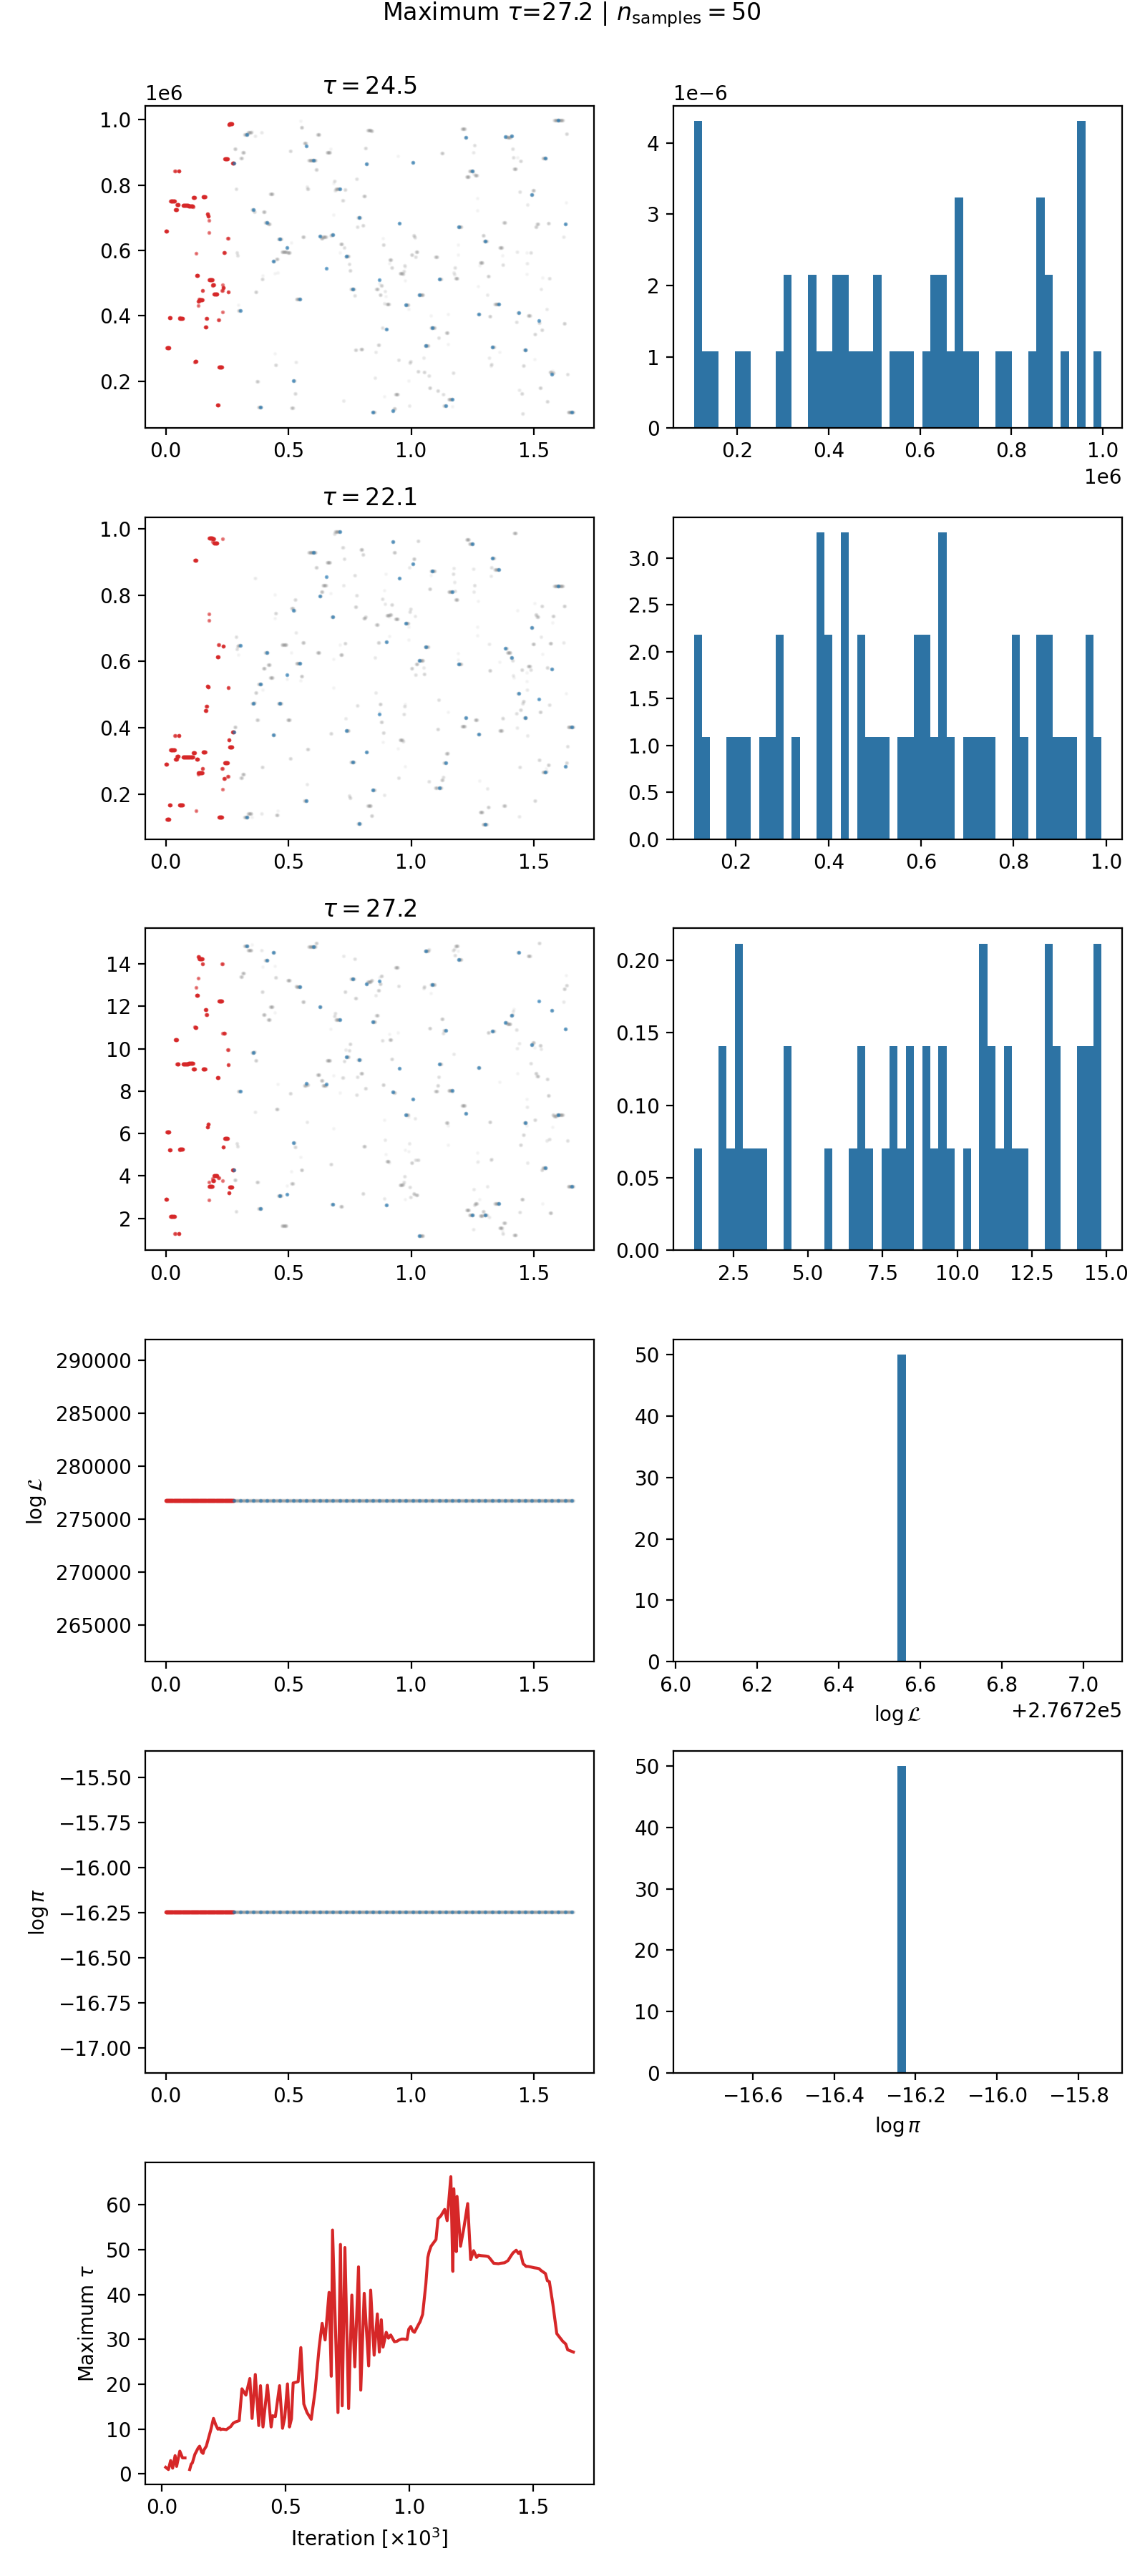 Maximum τ=27.2 | n_samples = 50
τ = 24.5
1e6
1.0
0.8
0.6
0.4
0.2
0.0 0.5 1.0 1.5
1e−6
4
3
2
1
0
0.2 0.4 0.6 0.8 1.0
1e6
τ = 22.1
1.0
0.8
0.6
0.4
0.2
0.0 0.5 1.0 1.5
3.0
2.5
2.0
1.5
1.0
0.5
0.0
0.2 0.4 0.6 0.8 1.0
τ = 27.2
14
12
10
8
6
4
2
0.0 0.5 1.0 1.5
0.20
0.15
0.10
0.05
0.00
2.5 5.0 7.5 10.0 12.5 15.0
log ℒ
290000
285000
280000
275000
270000
265000
0.0 0.5 1.0 1.5
50
40
30
20
10
0
6.0 6.2 6.4 6.6 6.8 7.0
log ℒ
+2.7672e5
log π
−15.50
−15.75
−16.00
−16.25
−16.50
−16.75
−17.00
0.0 0.5 1.0 1.5
50
40
30
20
10
0
−16.6 −16.4 −16.2 −16.0 −15.8
log π
Maximum τ
60
50
40
30
20
10
0
0.0 0.5 1.0 1.5
Iteration [×10³]